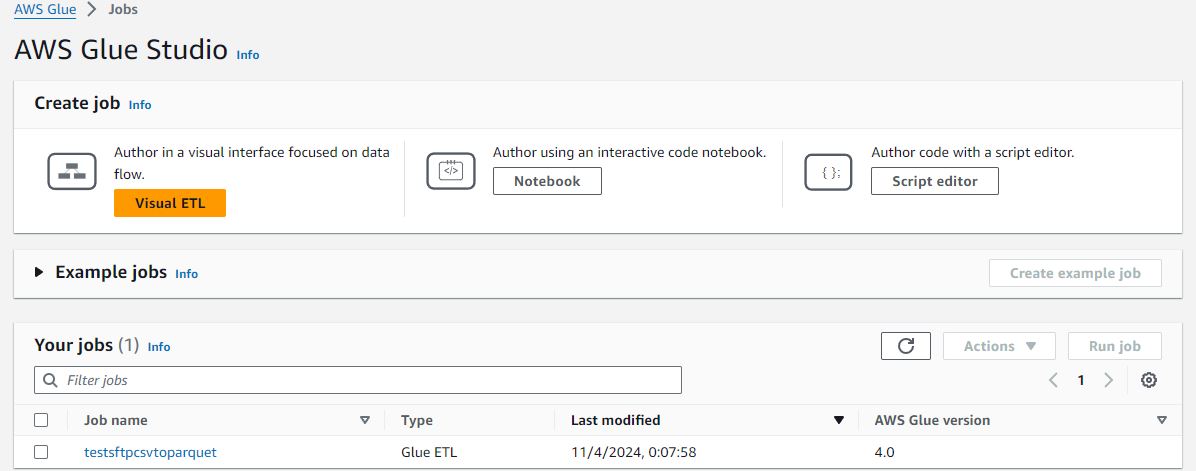 AWS Glue > Jobs
AWS Glue Studio Info
Create job Info
Author in a visual interface focused on data
flow.
Visual ETL
</>
Author using an interactive code notebook.
Notebook
{ };
Author code with a script editor.
Script editor
Example jobs Info
Create example job
Your jobs (1) Info
Actions
Run job
Filter jobs
1
Job name Type Last modified AWS Glue version
testsftpcsvtoparquet Glue ETL 11/4/2024, 0:07:58 4.0